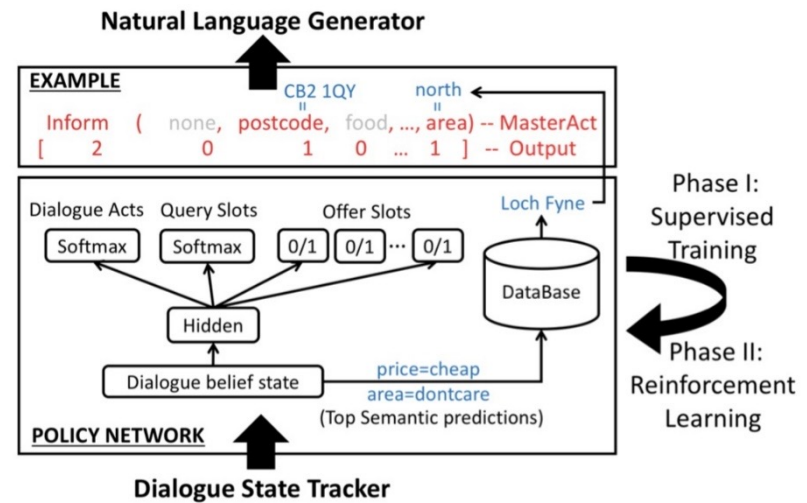 Natural Language Generator
EXAMPLE
CB2 1QY north
=                =
Inform ( none, postcode, food, ..., area) -- MasterAct
[ 2 0 1 0 ... 1 ] -- Output
Loch Fyne
Dialogue Acts Query Slots Offer Slots
Softmax Softmax 0/1 0/1 ... 0/1
DataBase
Hidden
Dialogue belief state
price=cheap
area=dontcare
(Top Semantic predictions)
POLICY NETWORK
Dialogue State Tracker
Phase I:
Supervised
Training
Phase II:
Reinforcement
Learning